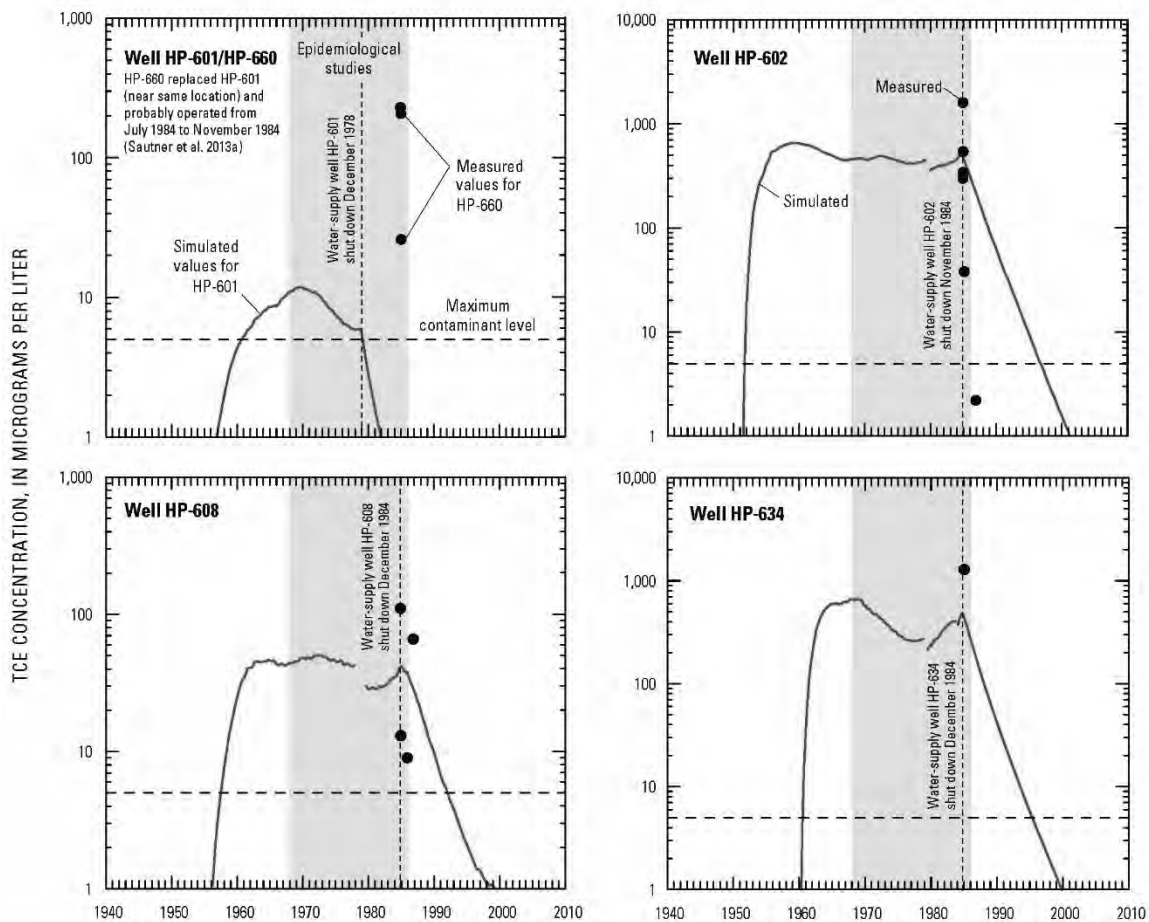 TCE CONCENTRATION, IN MICROGRAMS PER LITER
1,000
100
10
1
Well HP-601/HP-660
HP-660 replaced HP-601
(near same location) and
probably operated from
July 1984 to November 1984
(Sautner et al. 2013a)
Epidemiological
studies
Water-supply well HP-601
shut down December 1978
Measured
values for
HP-660
Simulated
values for
HP-601
Maximum
contaminant level
10,000
1,000
100
10
1
Well HP-602
Measured
Simulated
Water-supply well HP-602
shut down November 1984
1,000
100
10
1
Well HP-608
Water-supply well HP-608
shut down December 1984
1940 1950 1960 1970 1980 1990 2000 2010
10,000
1,000
100
10
1
Well HP-634
Water-supply well HP-634
shut down December 1984
1940 1950 1960 1970 1980 1990 2000 2010